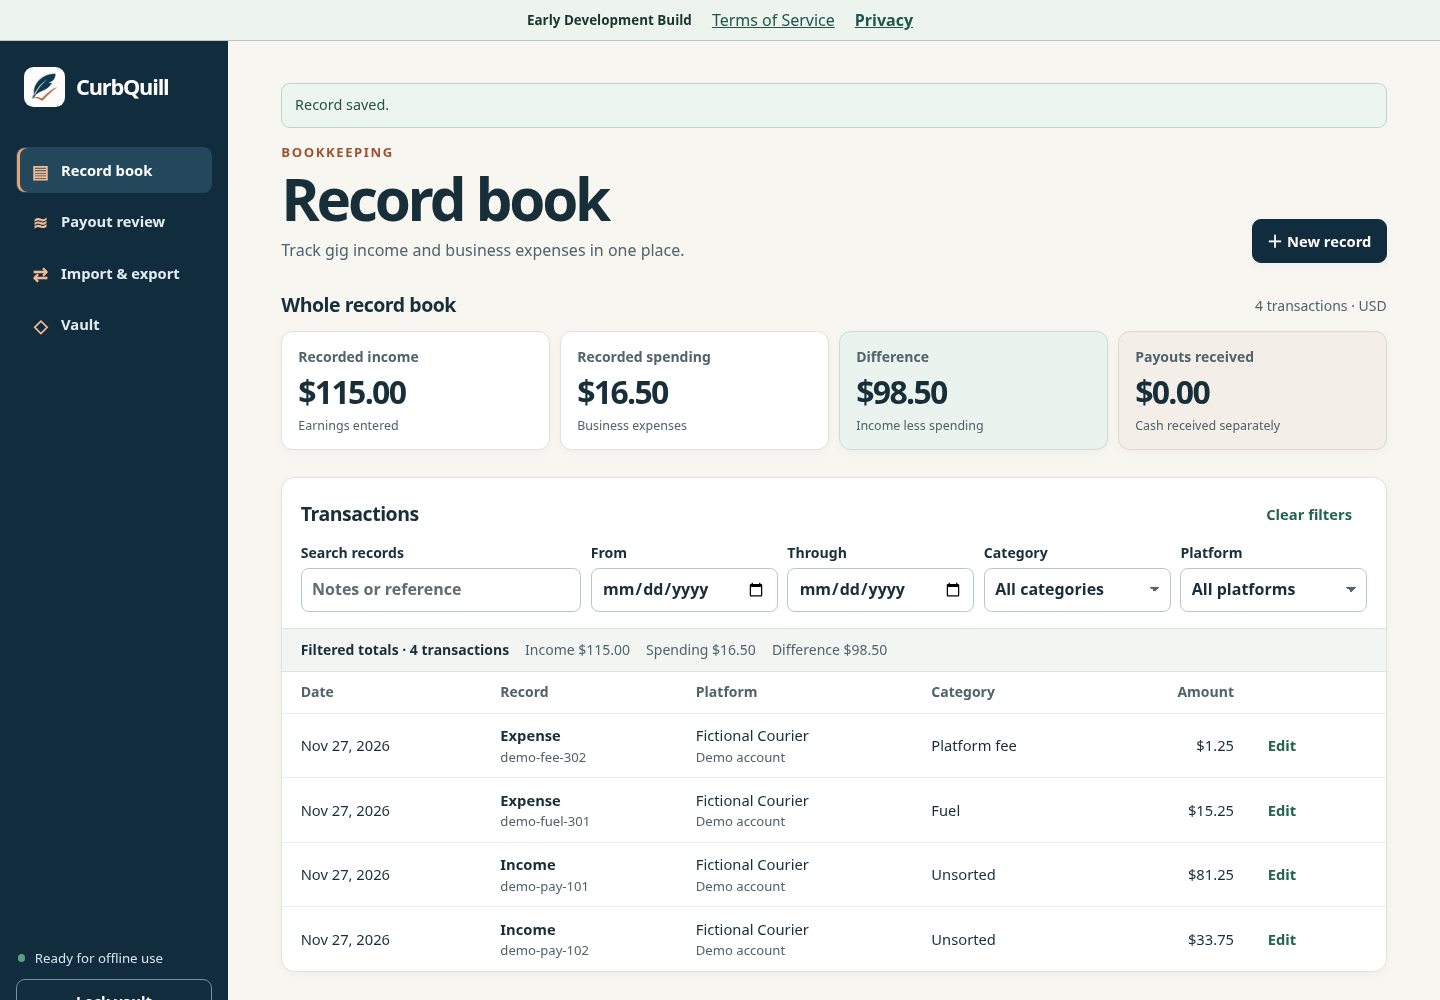 Early Development Build Terms of Service Privacy
CurbQuill
Record book
Payout review
Import & export
Vault
Ready for offline use
Lock vault
Record saved.
BOOKKEEPING
Record book
Track gig income and business expenses in one place.
+ New record
Whole record book
4 transactions · USD
Recorded income
$115.00
Earnings entered
Recorded spending
$16.50
Business expenses
Difference
$98.50
Income less spending
Payouts received
$0.00
Cash received separately
Transactions
Clear filters
Search records From Through Category Platform
Notes or reference mm/dd/yyyy mm/dd/yyyy All categories All platforms
Filtered totals · 4 transactions Income $115.00 Spending $16.50 Difference $98.50
Date Record Platform Category Amount
Nov 27, 2026 Expense Fictional Courier Platform fee $1.25 Edit
demo-fee-302 Demo account
Nov 27, 2026 Expense Fictional Courier Fuel $15.25 Edit
demo-fuel-301 Demo account
Nov 27, 2026 Income Fictional Courier Unsorted $81.25 Edit
demo-pay-101 Demo account
Nov 27, 2026 Income Fictional Courier Unsorted $33.75 Edit
demo-pay-102 Demo account